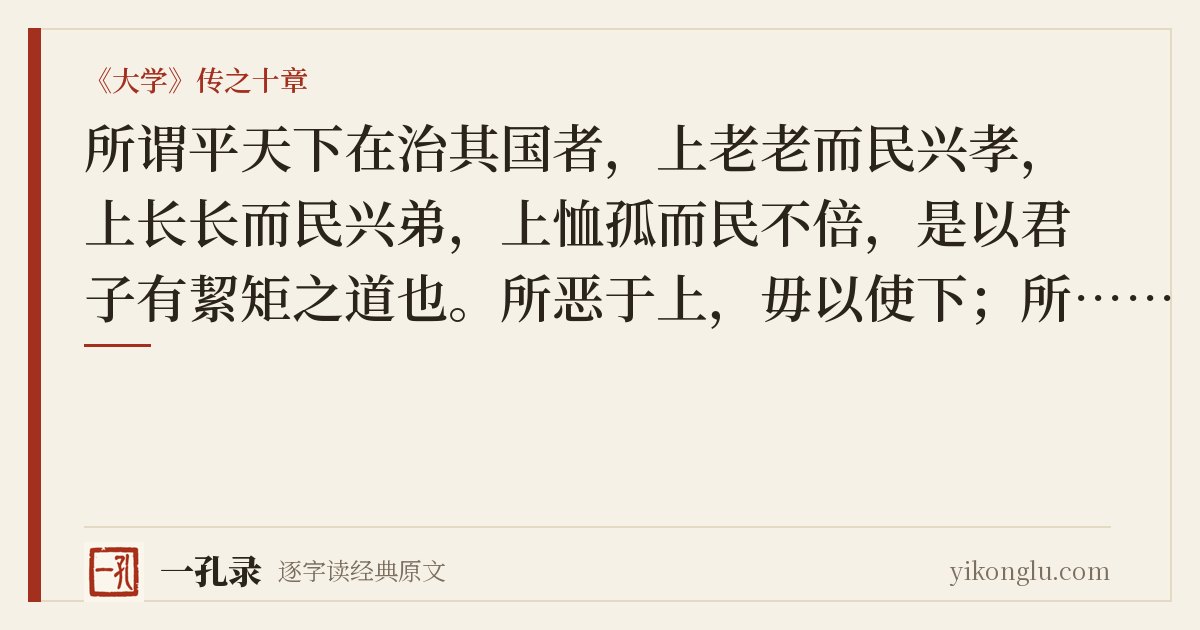 《大学》传之十章
所谓平天下在治其国者，上老老而民兴孝，
上长长而民兴弟，上恤孤而民不倍，是以君
子有絜矩之道也。所恶于上，毋以使下；所……
一孔
一孔录 逐字读经典原文 yikonglu.com